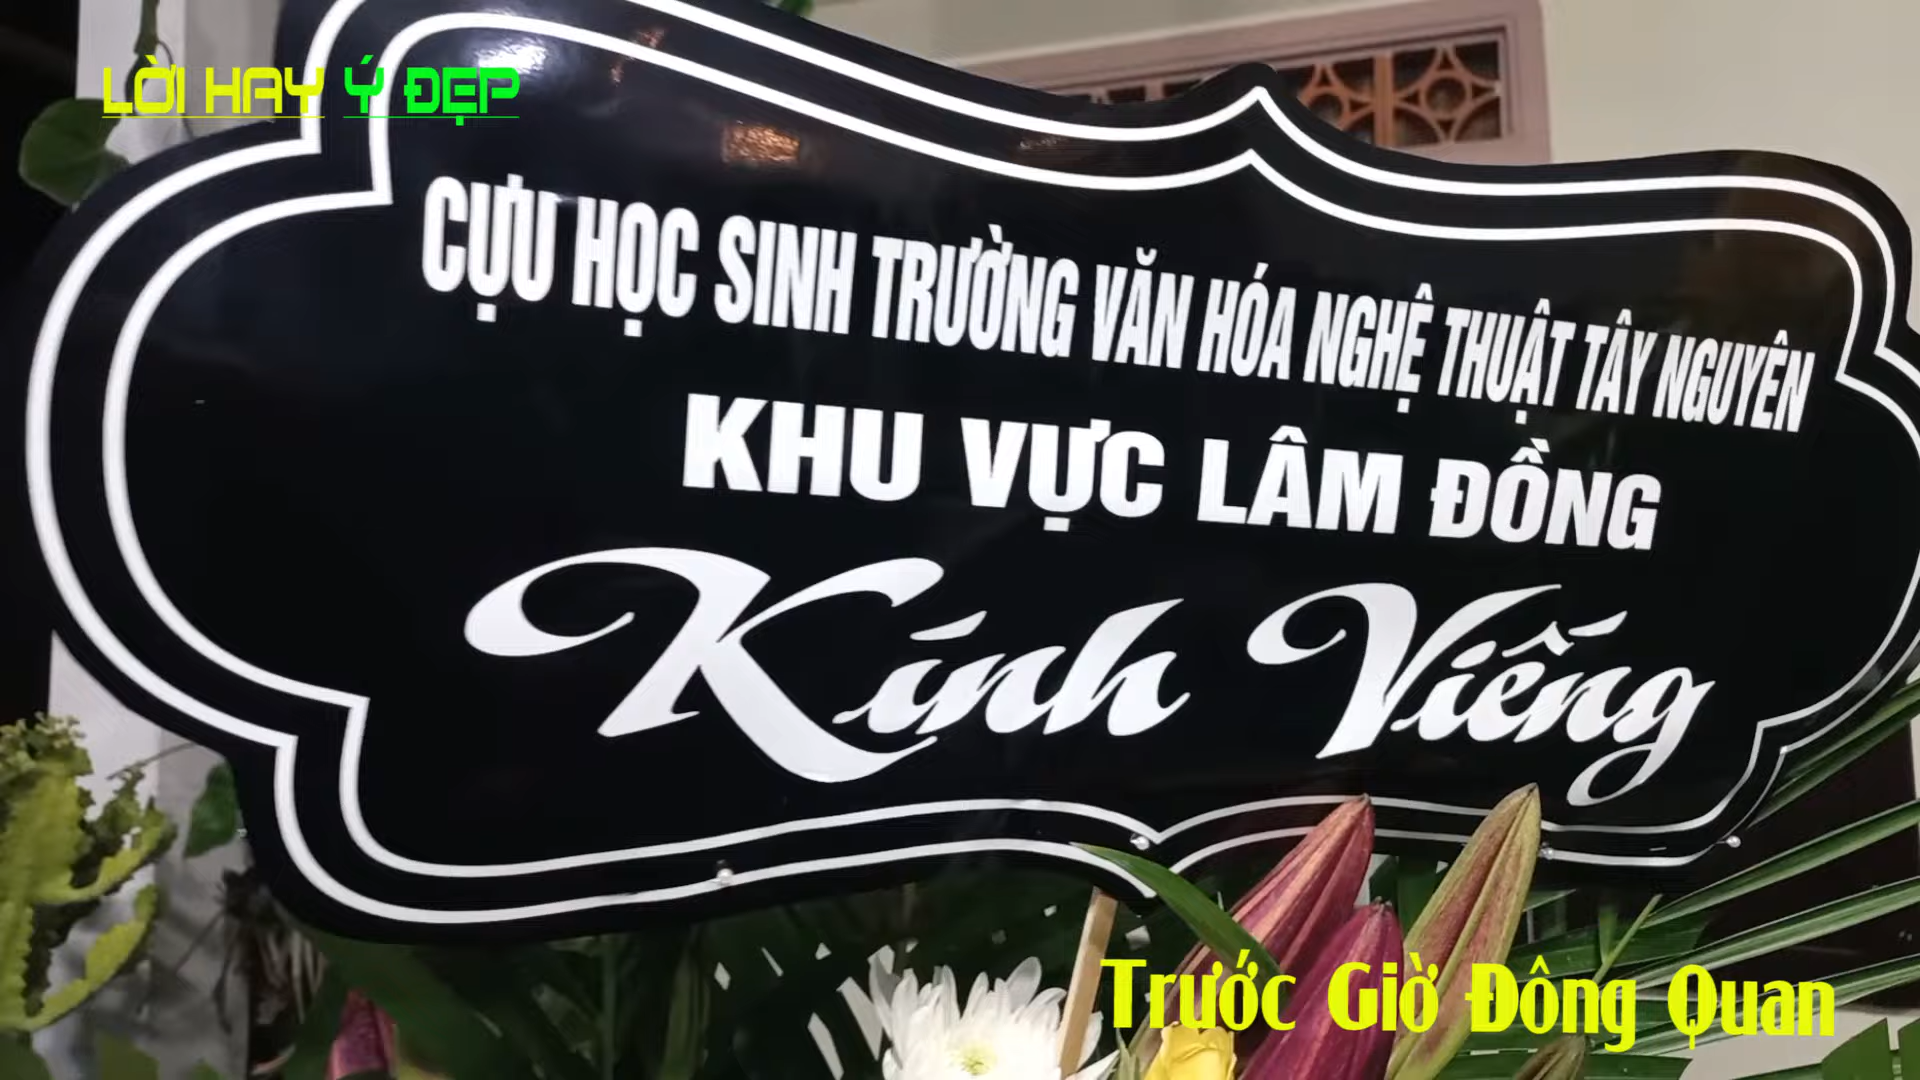 LỜI HAY Ý ĐẸP
CỰU HỌC SINH TRƯỜNG VĂN HÓA NGHỆ THUẬT TÂY NGUYÊN
KHU VỰC LÂM ĐỒNG
Kính Viếng
Trước Giờ Đông Quan